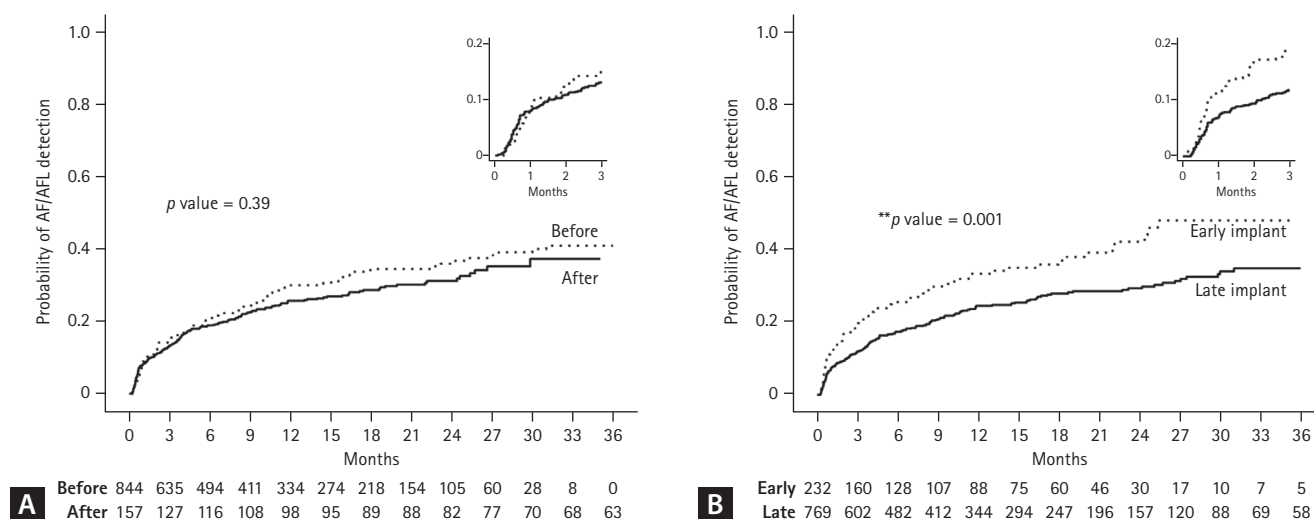 1.0
0.8
0.6
0.4
0.2
0
Probability of AF/AFL detection
p value = 0.39
Before
After
0.2
0.1
0
0 1 2 3
Months
0 3 6 9 12 15 18 21 24 27 30 33 36
Months
Before 844 635 494 411 334 274 218 154 105 60 28 8 0
After 157 127 116 108 98 95 89 88 82 77 70 68 63
A
1.0
0.8
0.6
0.4
0.2
0
Probability of AF/AFL detection
**p value = 0.001
Early implant
Late implant
0.2
0.1
0
0 1 2 3
Months
0 3 6 9 12 15 18 21 24 27 30 33 36
Months
Early 232 160 128 107 88 75 60 46 30 17 10 7 5
Late 769 602 482 412 344 294 247 196 157 120 88 69 58
B